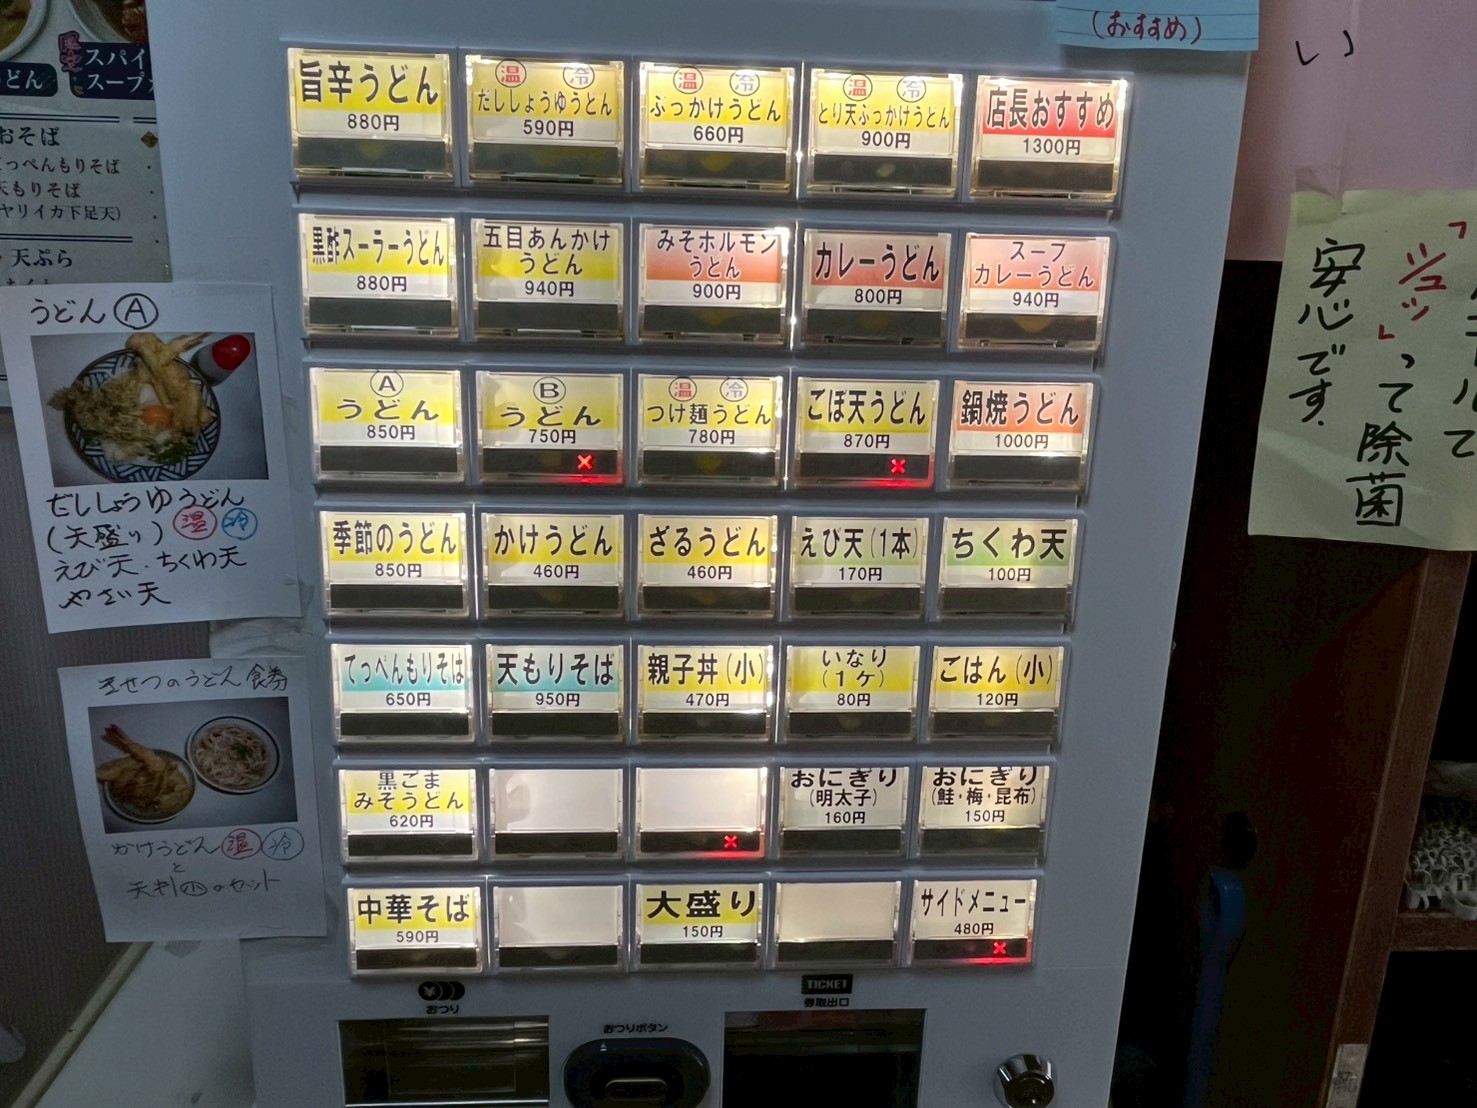 (おすすめ)
い
旨辛うどん
880円
温 冷
だししょうゆうどん
590円
温 冷
ぶっかけうどん
660円
温 冷
とり天ぶっかけうどん
900円
店長おすすめ
1300円
黒酢スーラーうどん
880円
五目あんかけ
うどん
940円
みそホルモン
うどん
900円
カレーうどん
800円
スープ
カレーうどん
940円
A
うどん
850円
B
うどん
750円
×
温 冷
つけ麺うどん
780円
ごぼ天うどん
870円
×
鍋焼うどん
1000円
季節のうどん
850円
かけうどん
460円
ざるうどん
460円
えび天(1本)
170円
ちくわ天
100円
てっぺんもりそば
650円
天もりそば
950円
親子丼(小)
470円
いなり
(1ケ)
80円
ごはん(小)
120円
黒ごま
みそうどん
620円
×
おにぎり
(明太子)
160円
おにぎり
(鮭・梅・昆布)
150円
中華そば
590円
大盛り
150円
サイドメニュー
480円
×
¥
おつり
おつりボタン
TICKET
券取出口
どん
限定
スパイ
スープ
おそば
てっぺんもりそば
天もりそば
ヤリイカ下足天)
天ぷら
うどん A
だししょうゆうどん
(天盛り) 温 冷
えび天・ちくわ天
やさい天
きせつのうどん食券
かけうどん 温 冷
と
天丼小のセット
「シュッ」って除菌
安心です。